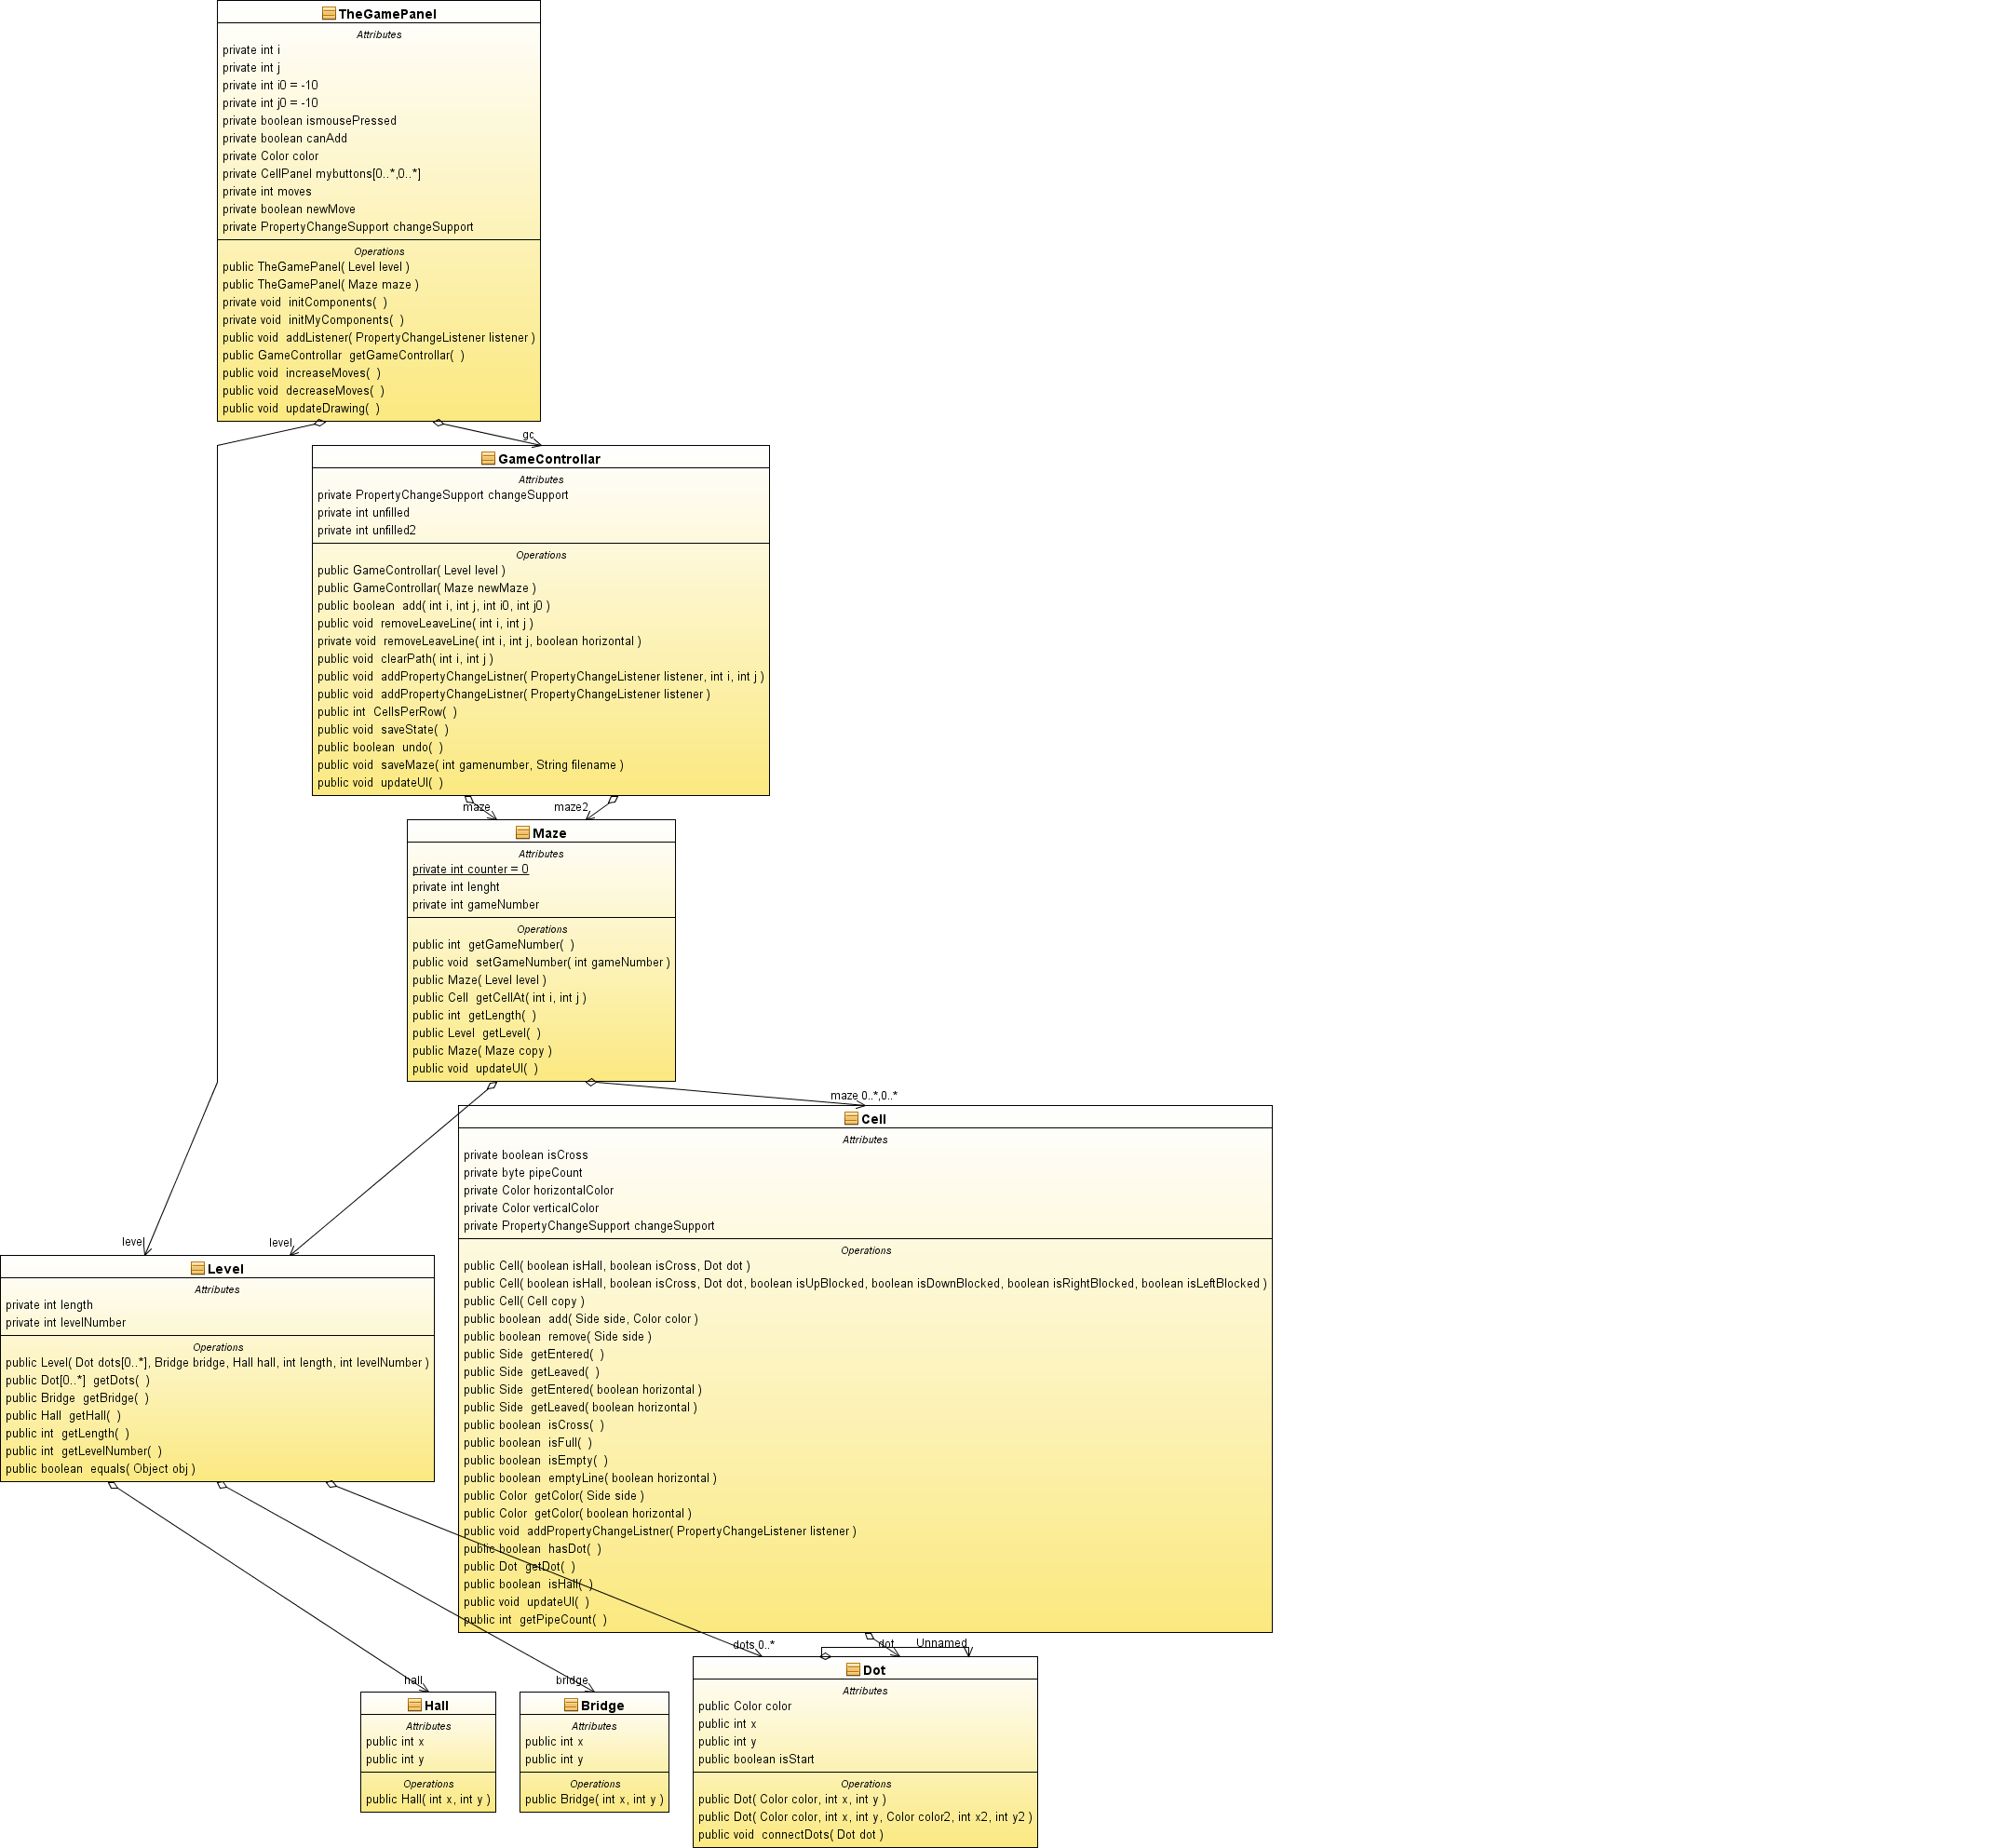 TheGamePanel
Attributes
private int i
private int j
private int i0 = -10
private int j0 = -10
private boolean ismousePressed
private boolean canAdd
private Color color
private CellPanel mybuttons[0..*,0..*]
private int moves
private boolean newMove
private PropertyChangeSupport changeSupport
Operations
public TheGamePanel( Level level )
public TheGamePanel( Maze maze )
private void initComponents( )
private void initMyComponents( )
public void addListener( PropertyChangeListener listener )
public GameControllar getGameControllar( )
public void increaseMoves( )
public void decreaseMoves( )
public void updateDrawing( )
gc
GameControllar
Attributes
private PropertyChangeSupport changeSupport
private int unfilled
private int unfilled2
Operations
public GameControllar( Level level )
public GameControllar( Maze newMaze )
public boolean add( int i, int j, int i0, int j0 )
public void removeLeaveLine( int i, int j )
private void removeLeaveLine( int i, int j, boolean horizontal )
public void clearPath( int i, int j )
public void addPropertyChangeListner( PropertyChangeListener listener, int i, int j )
public void addPropertyChangeListner( PropertyChangeListener listener )
public int CellsPerRow( )
public void saveState( )
public boolean undo( )
public void saveMaze( int gamenumber, String filename )
public void updateUI( )
maze maze2
Maze
Attributes
private int counter = 0
private int lenght
private int gameNumber
Operations
public int getGameNumber( )
public void setGameNumber( int gameNumber )
public Maze( Level level )
public Cell getCellAt( int i, int j )
public int getLength( )
public Level getLevel( )
public Maze( Maze copy )
public void updateUI( )
maze 0..*,0..*
Cell
Attributes
private boolean isCross
private byte pipeCount
private Color horizontalColor
private Color verticalColor
private PropertyChangeSupport changeSupport
Operations
public Cell( boolean isHall, boolean isCross, Dot dot )
public Cell( boolean isHall, boolean isCross, Dot dot, boolean isUpBlocked, boolean isDownBlocked, boolean isRightBlocked, boolean isLeftBlocked )
public Cell( Cell copy )
public boolean add( Side side, Color color )
public boolean remove( Side side )
public Side getEntered( )
public Side getLeaved( )
public Side getEntered( boolean horizontal )
public Side getLeaved( boolean horizontal )
public boolean isCross( )
public boolean isFull( )
public boolean isEmpty( )
public boolean emptyLine( boolean horizontal )
public Color getColor( Side side )
public Color getColor( boolean horizontal )
public void addPropertyChangeListner( PropertyChangeListener listener )
public boolean hasDot( )
public Dot getDot( )
public boolean isHall( )
public void updateUI( )
public int getPipeCount( )
level level
Level
Attributes
private int length
private int levelNumber
Operations
public Level( Dot dots[0..*], Bridge bridge, Hall hall, int length, int levelNumber )
public Dot[0..*] getDots( )
public Bridge getBridge( )
public Hall getHall( )
public int getLength( )
public int getLevelNumber( )
public boolean equals( Object obj )
hall
Hall
Attributes
public int x
public int y
Operations
public Hall( int x, int y )
bridge
Bridge
Attributes
public int x
public int y
Operations
public Bridge( int x, int y )
dots 0..* dot Unnamed
Dot
Attributes
public Color color
public int x
public int y
public boolean isStart
Operations
public Dot( Color color, int x, int y )
public Dot( Color color, int x, int y, Color color2, int x2, int y2 )
public void connectDots( Dot dot )